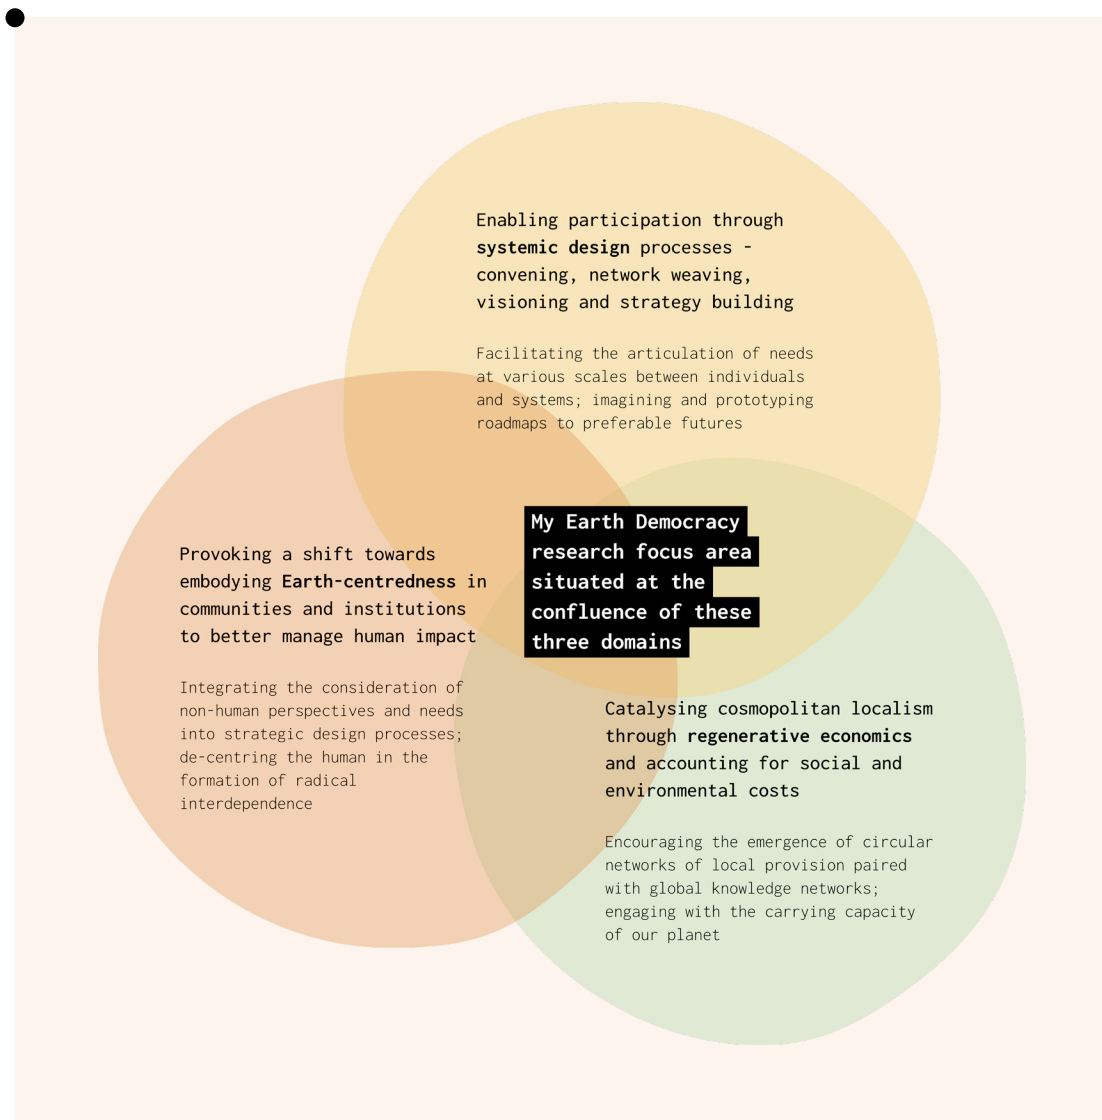 Enabling participation through
systemic design processes -
convening, network weaving,
visioning and strategy building
Facilitating the articulation of needs
at various scales between individuals
and systems; imagining and prototyping
roadmaps to preferable futures
My Earth Democracy
research focus area
situated at the
confluence of these
three domains
Provoking a shift towards
embodying Earth-centredness in
communities and institutions
to better manage human impact
Integrating the consideration of
non-human perspectives and needs
into strategic design processes;
de-centring the human in the
formation of radical
interdependence
Catalysing cosmopolitan localism
through regenerative economics
and accounting for social and
environmental costs
Encouraging the emergence of circular
networks of local provision paired
with global knowledge networks;
engaging with the carrying capacity
of our planet